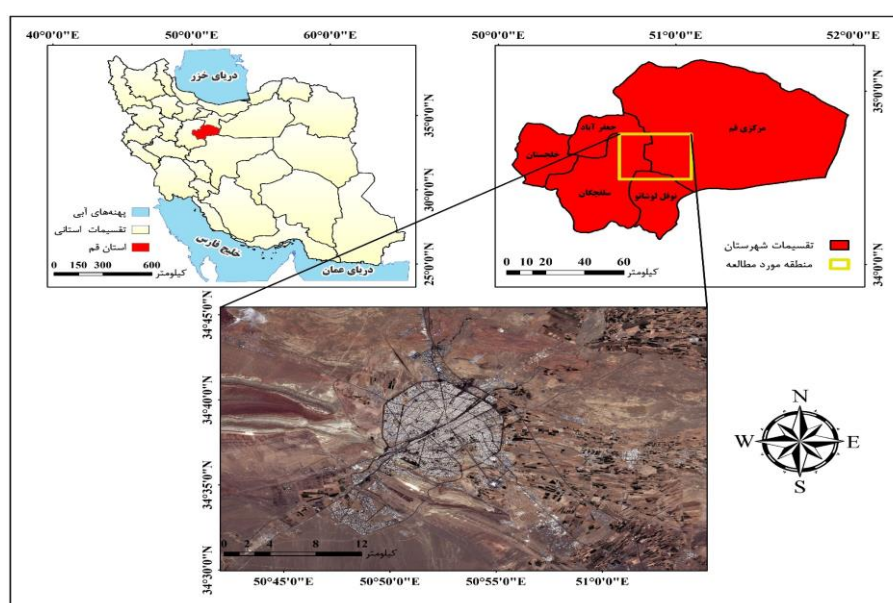 40°0'0"E 50°0'0"E 60°0'0"E
دریای خزر
35°0'0"N
30°0'0"N
25°0'0"N
خلیج فارس
دریای عمان
پهنه‌های آبی
تقسیمات استانی
استان قم
0 150 300 600
کیلومتر
50°0'0"E 51°0'0"E 52°0'0"E
35°0'0"N
34°0'0"N
جعفر آباد
مرکزی قم
خلجستان
سلفچگان
نوفل لوشاتو
تقسیمات شهرستان
منطقه مورد مطالعه
0 10 20 40 60
کیلومتر
34°45'0"N
34°40'0"N
34°35'0"N
34°30'0"N
0 2 4 8 12
کیلومتر
50°45'0"E 50°50'0"E 50°55'0"E 51°0'0"E
N
W E
S